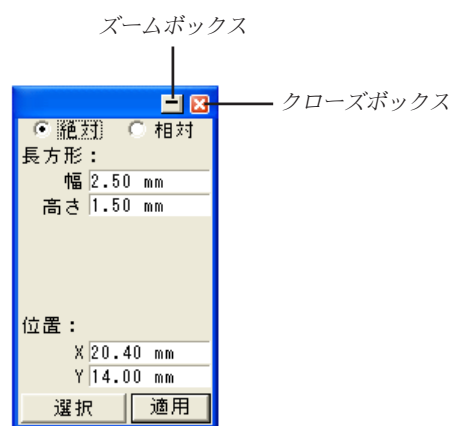 ズームボックス
クローズボックス
絶対 相対
長方形：
幅 2.50 mm
高さ 1.50 mm
位置：
X 20.40 mm
Y 14.00 mm
選択 適用